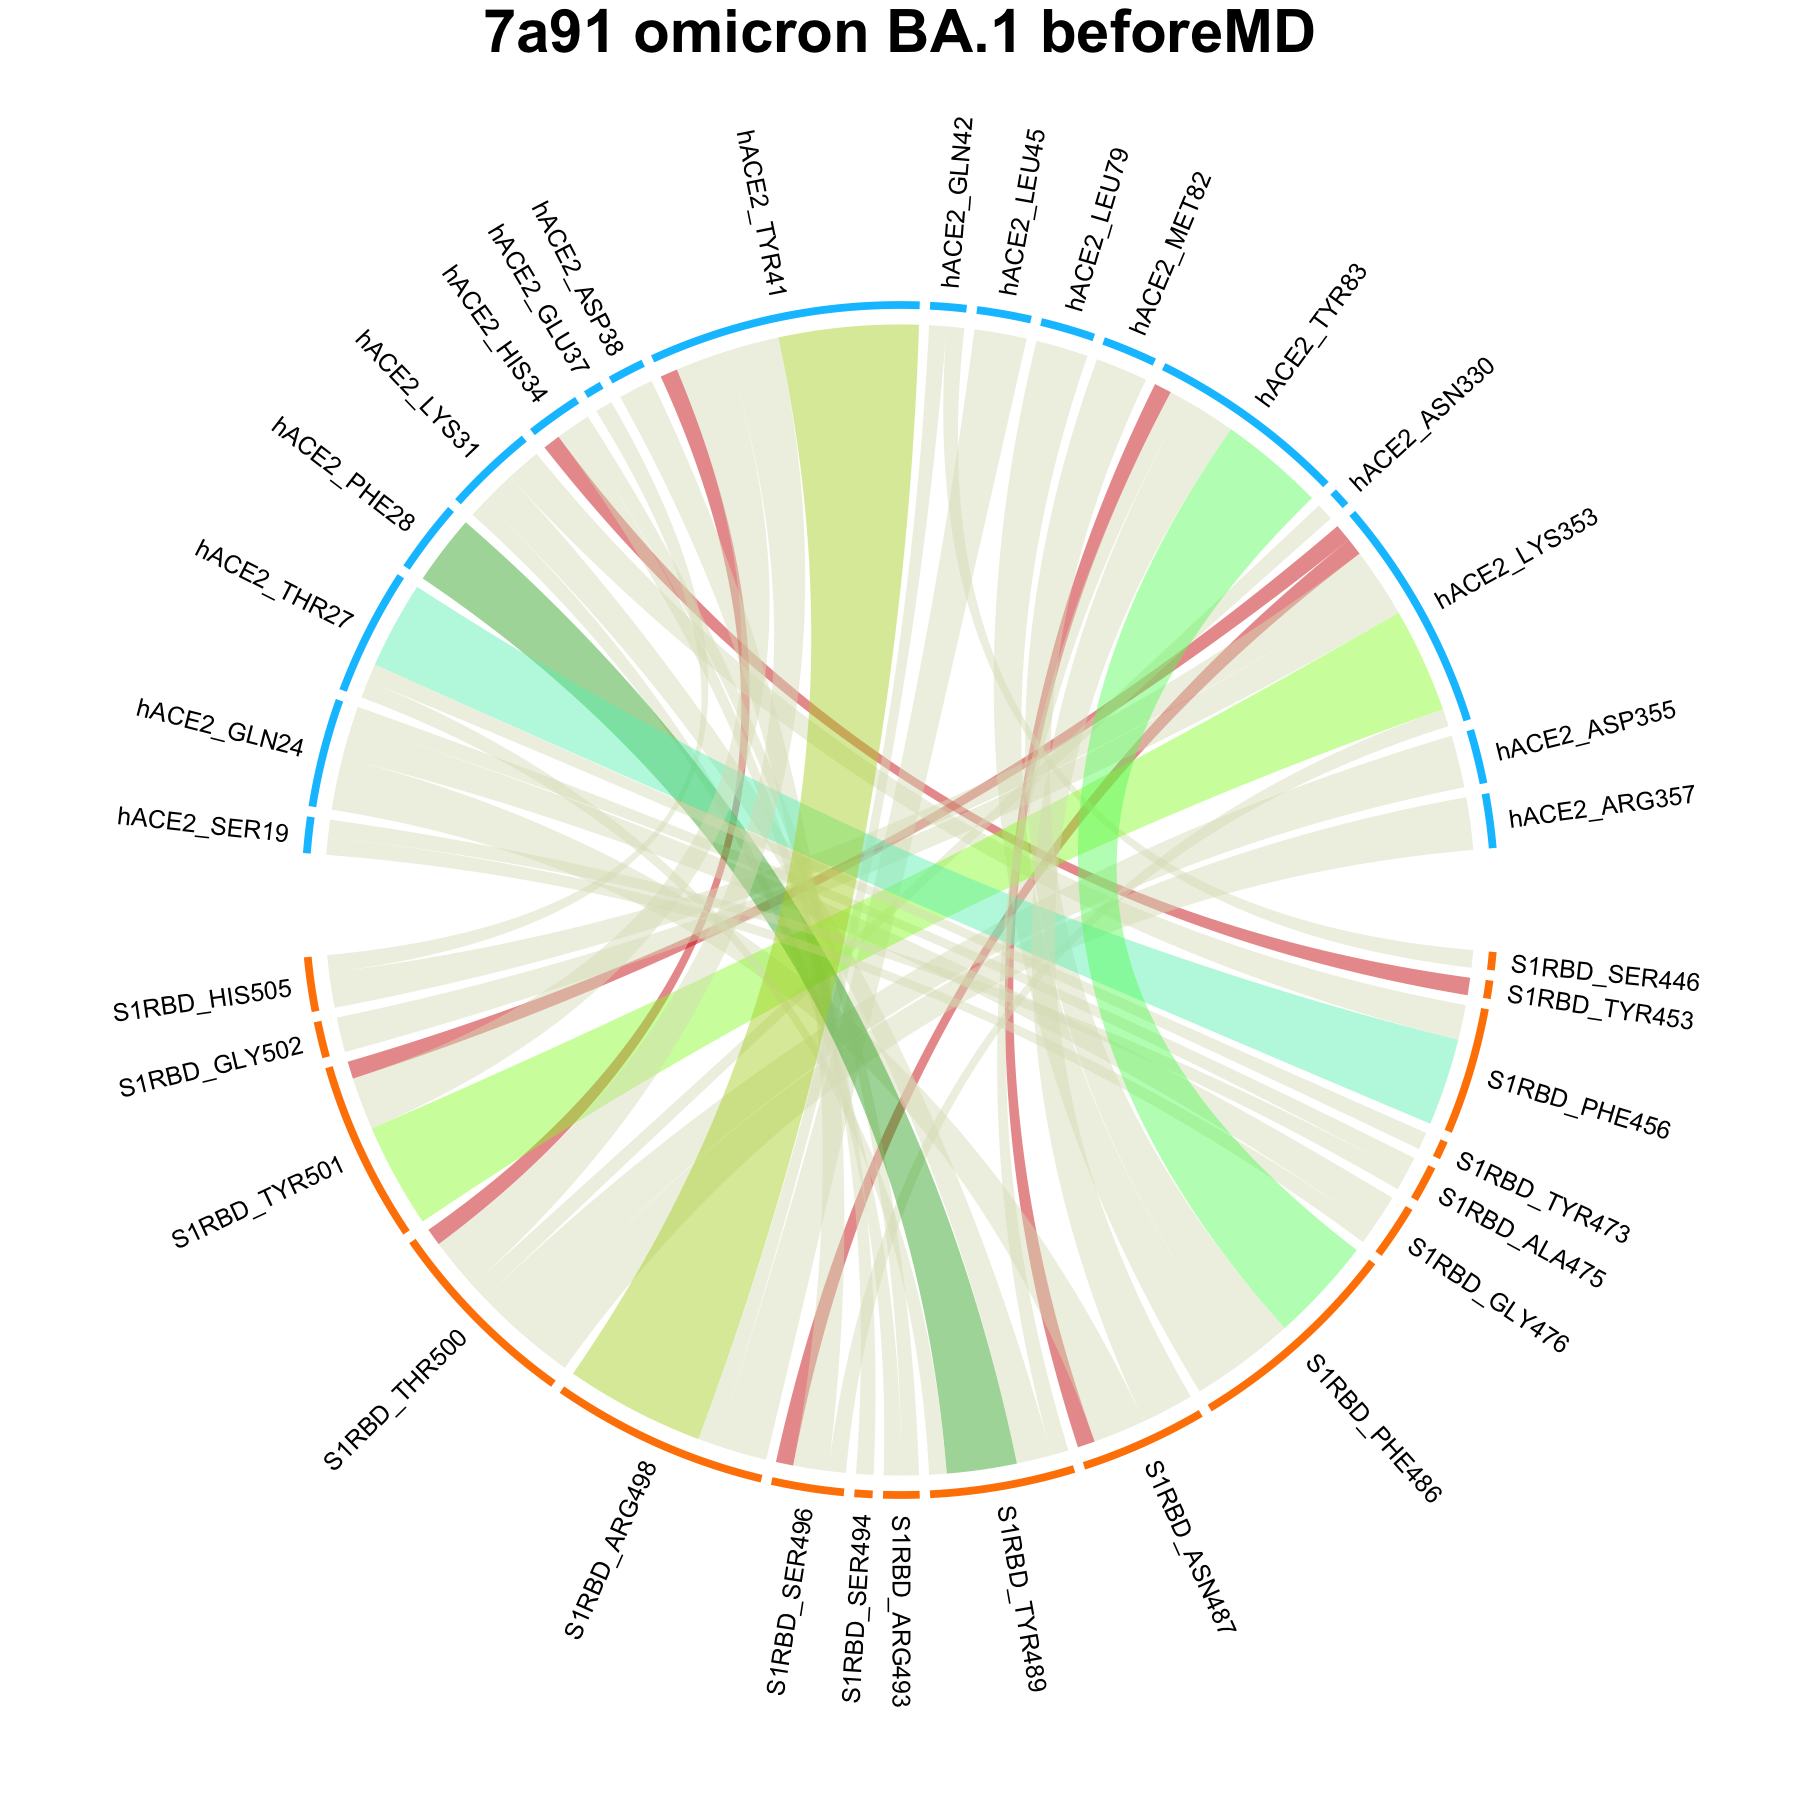 7a91 omicron BA.1 beforeMD
hACE2_SER19
hACE2_GLN24
hACE2_THR27
hACE2_PHE28
hACE2_LYS31
hACE2_HIS34
hACE2_GLU37
hACE2_ASP38
hACE2_TYR41
hACE2_GLN42
hACE2_LEU45
hACE2_LEU79
hACE2_MET82
hACE2_TYR83
hACE2_ASN330
hACE2_LYS353
hACE2_ASP355
hACE2_ARG357
S1RBD_SER446
S1RBD_TYR453
S1RBD_PHE456
S1RBD_TYR473
S1RBD_ALA475
S1RBD_GLY476
S1RBD_PHE486
S1RBD_ASN487
S1RBD_TYR489
S1RBD_ARG493
S1RBD_SER494
S1RBD_SER496
S1RBD_ARG498
S1RBD_THR500
S1RBD_TYR501
S1RBD_GLY502
S1RBD_HIS505